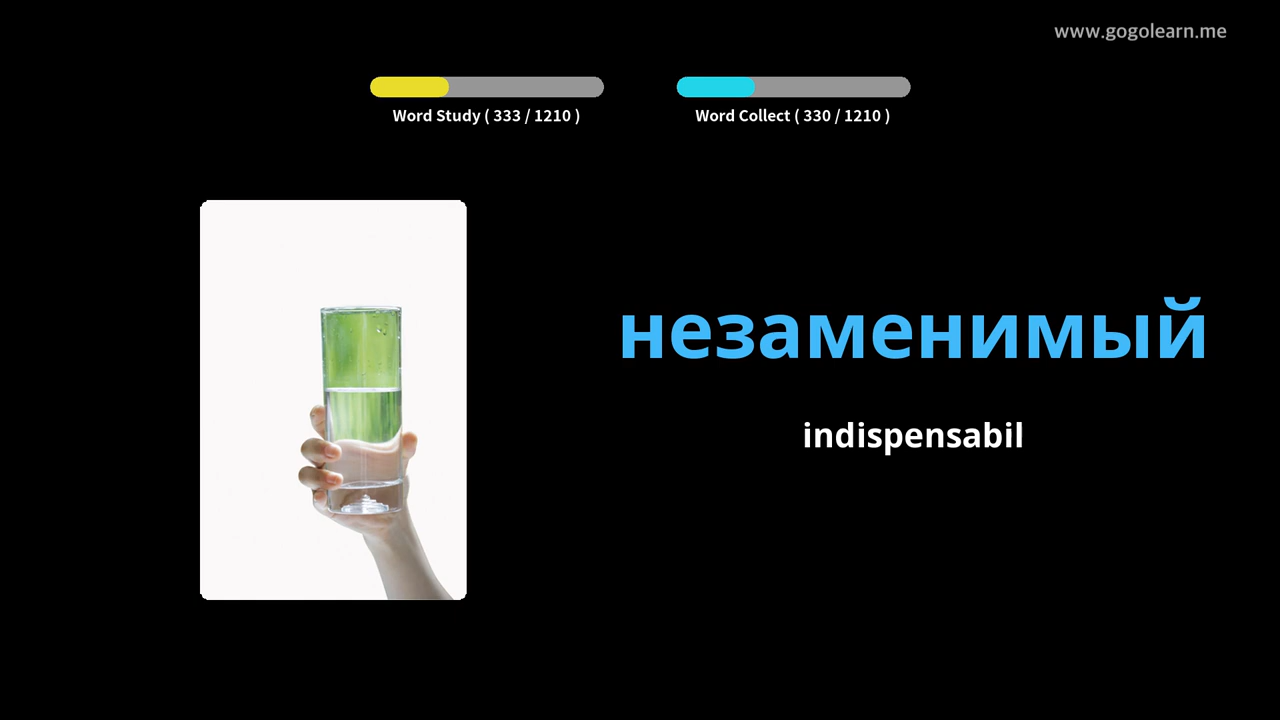 www.gogolearn.me
Word Study ( 333 / 1210 )
Word Collect ( 330 / 1210 )
незаменимый
indispensabil